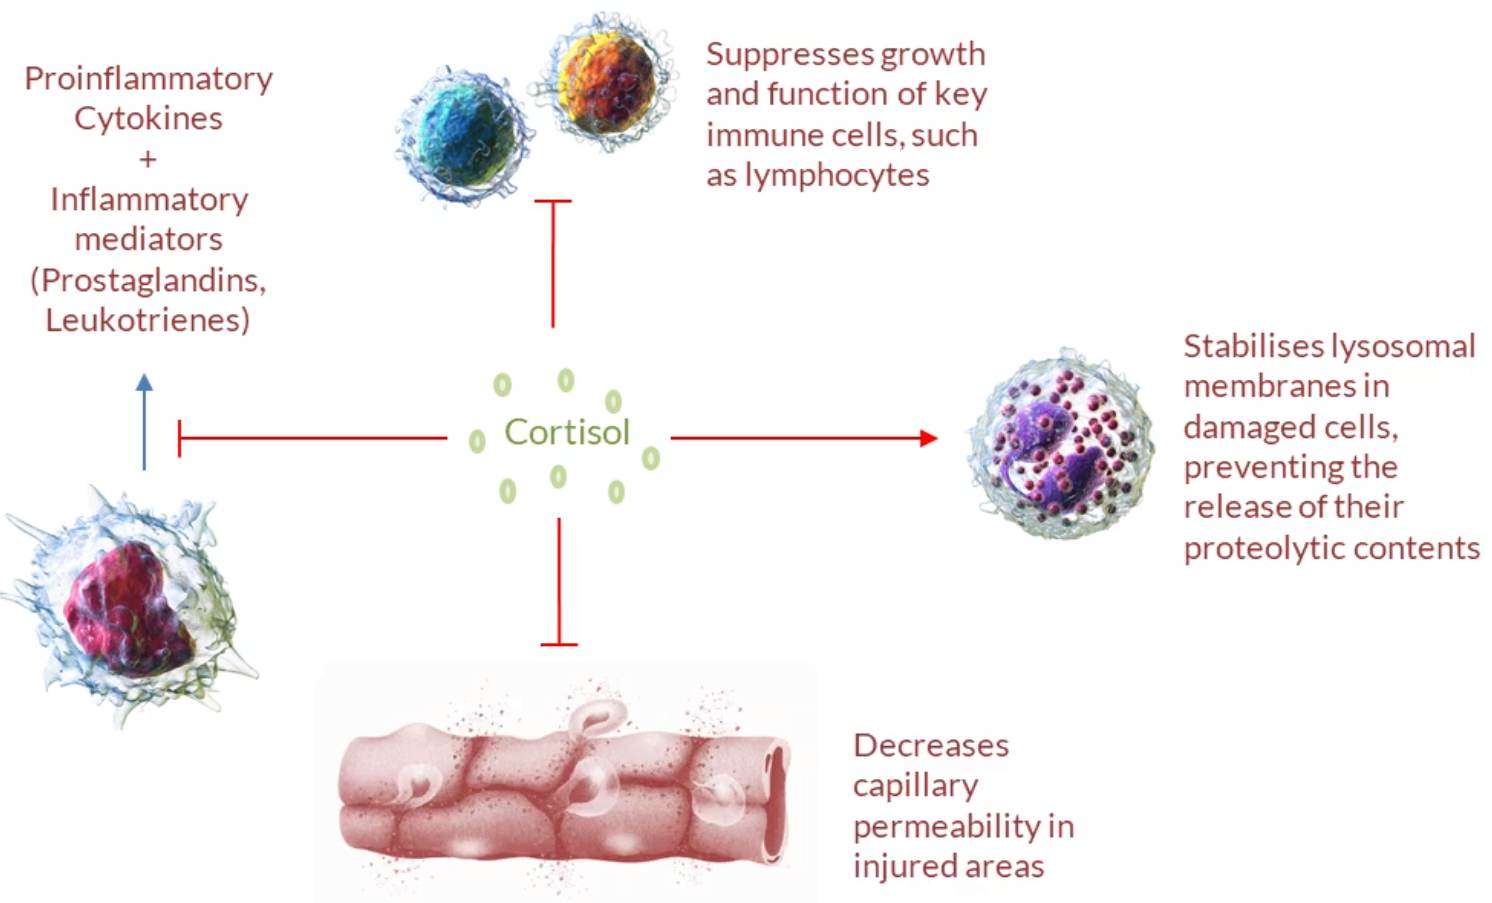 Proinflammatory
Cytokines
+
Inflammatory
mediators
(Prostaglandins,
Leukotrienes)
Suppresses growth
and function of key
immune cells, such
as lymphocytes
Cortisol
Stabilises lysosomal
membranes in
damaged cells,
preventing the
release of their
proteolytic contents
Decreases
capillary
permeability in
injured areas